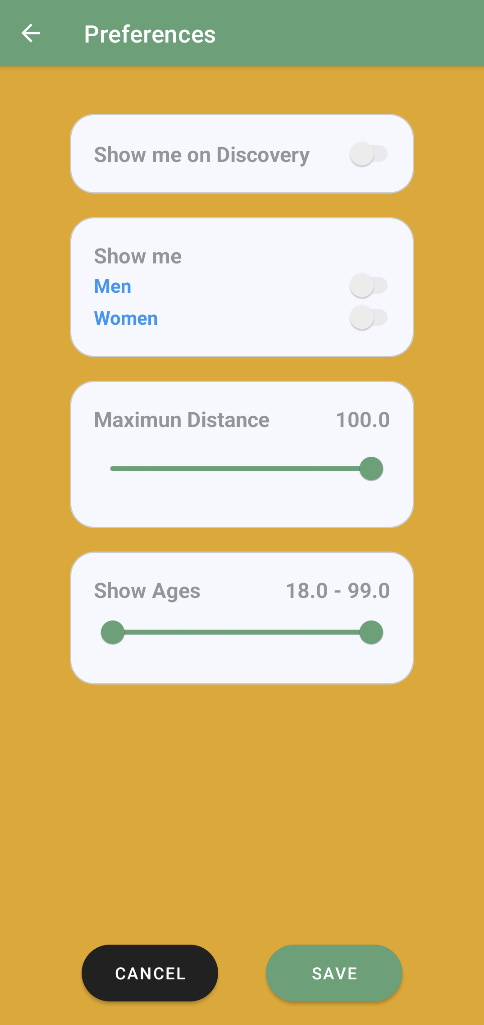 Preferences
Show me on Discovery
Show me
Men
Women
Maximun Distance 100.0
Show Ages 18.0 - 99.0
CANCEL SAVE